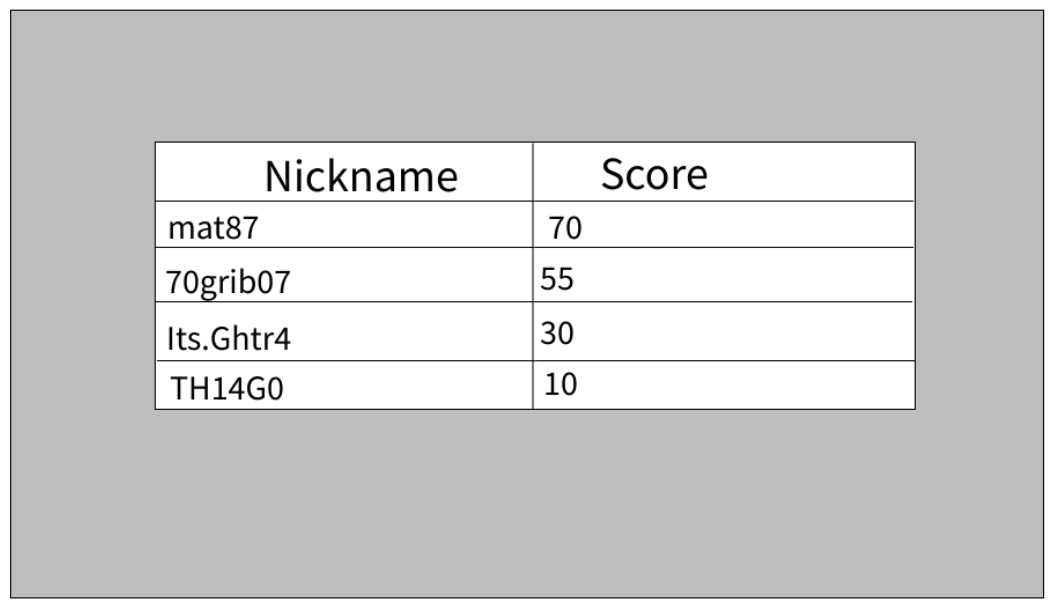 Nickname Score
mat87 70
70grib07 55
Its.Ghtr4 30
TH14G0 10